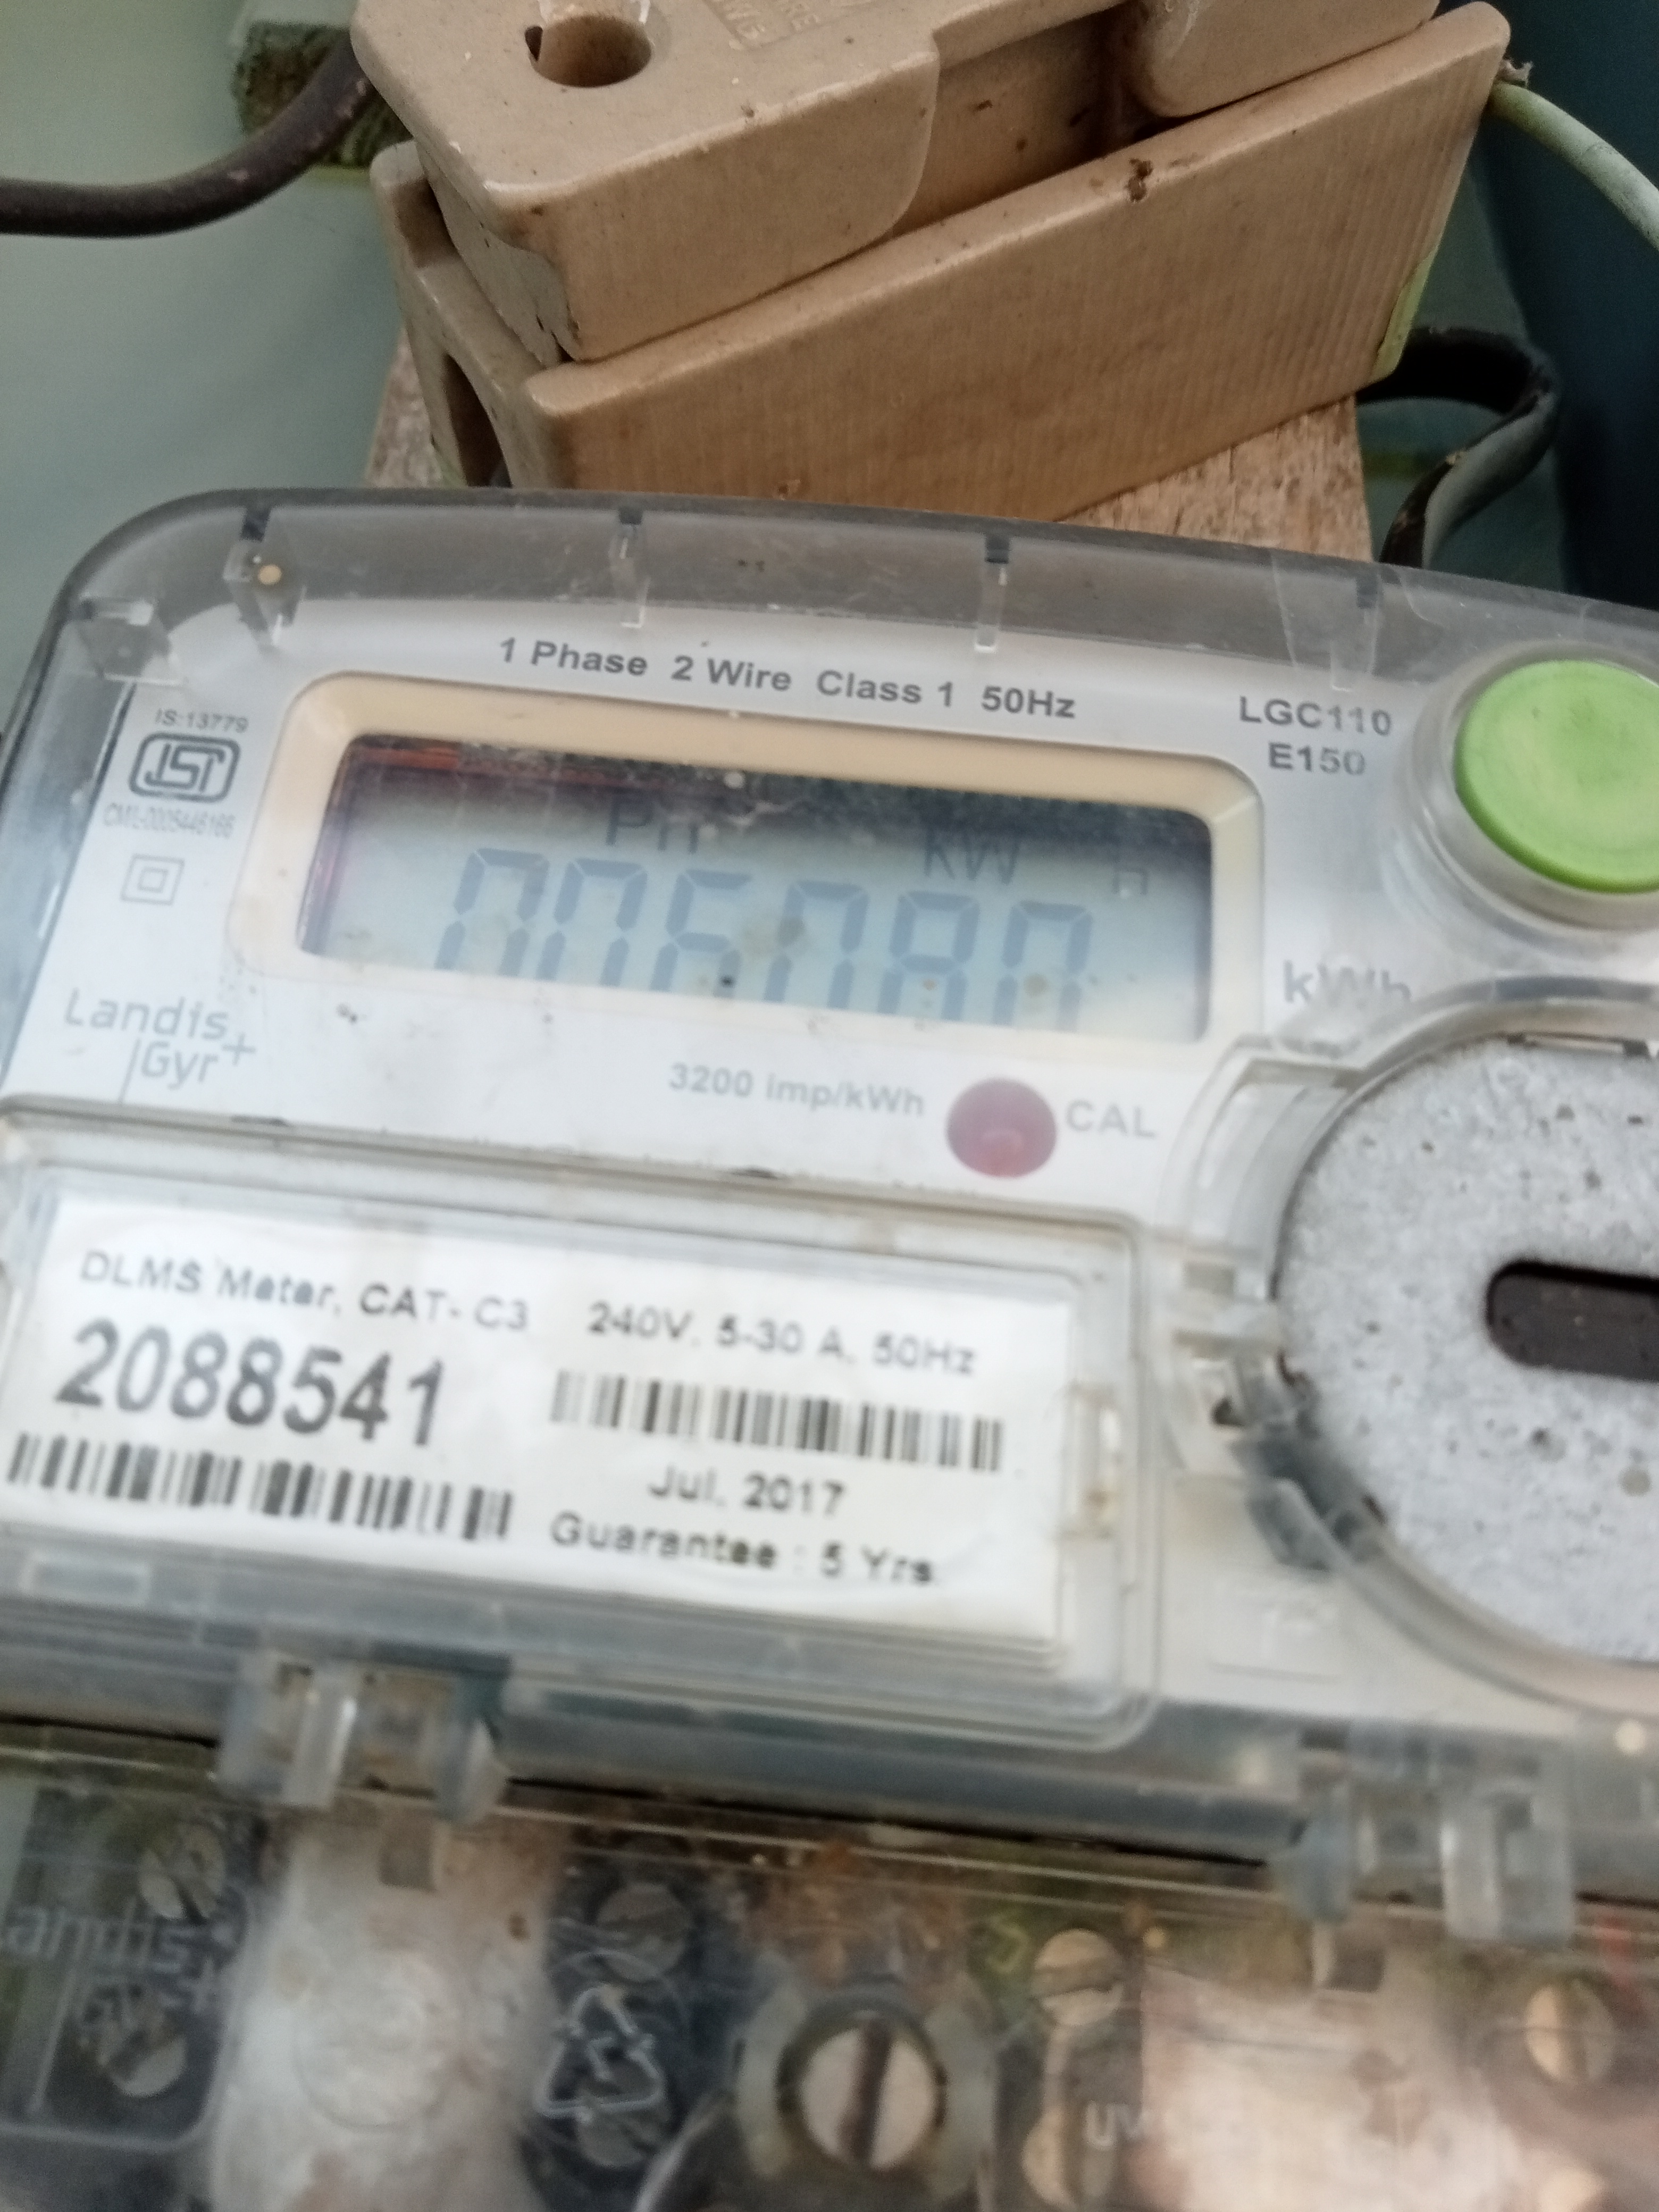 1 Phase 2 Wire Class 1 50Hz
LGC110
E150
IS:13779
ISI
Ph kW h
006080
kWh
Landis
Gyr+
3200 imp/kWh
CAL
DLMS Meter, CAT- C3 240V. 5-30 A. 50Hz
2088541
Jul. 2017
Guarantee : 5 Yrs.